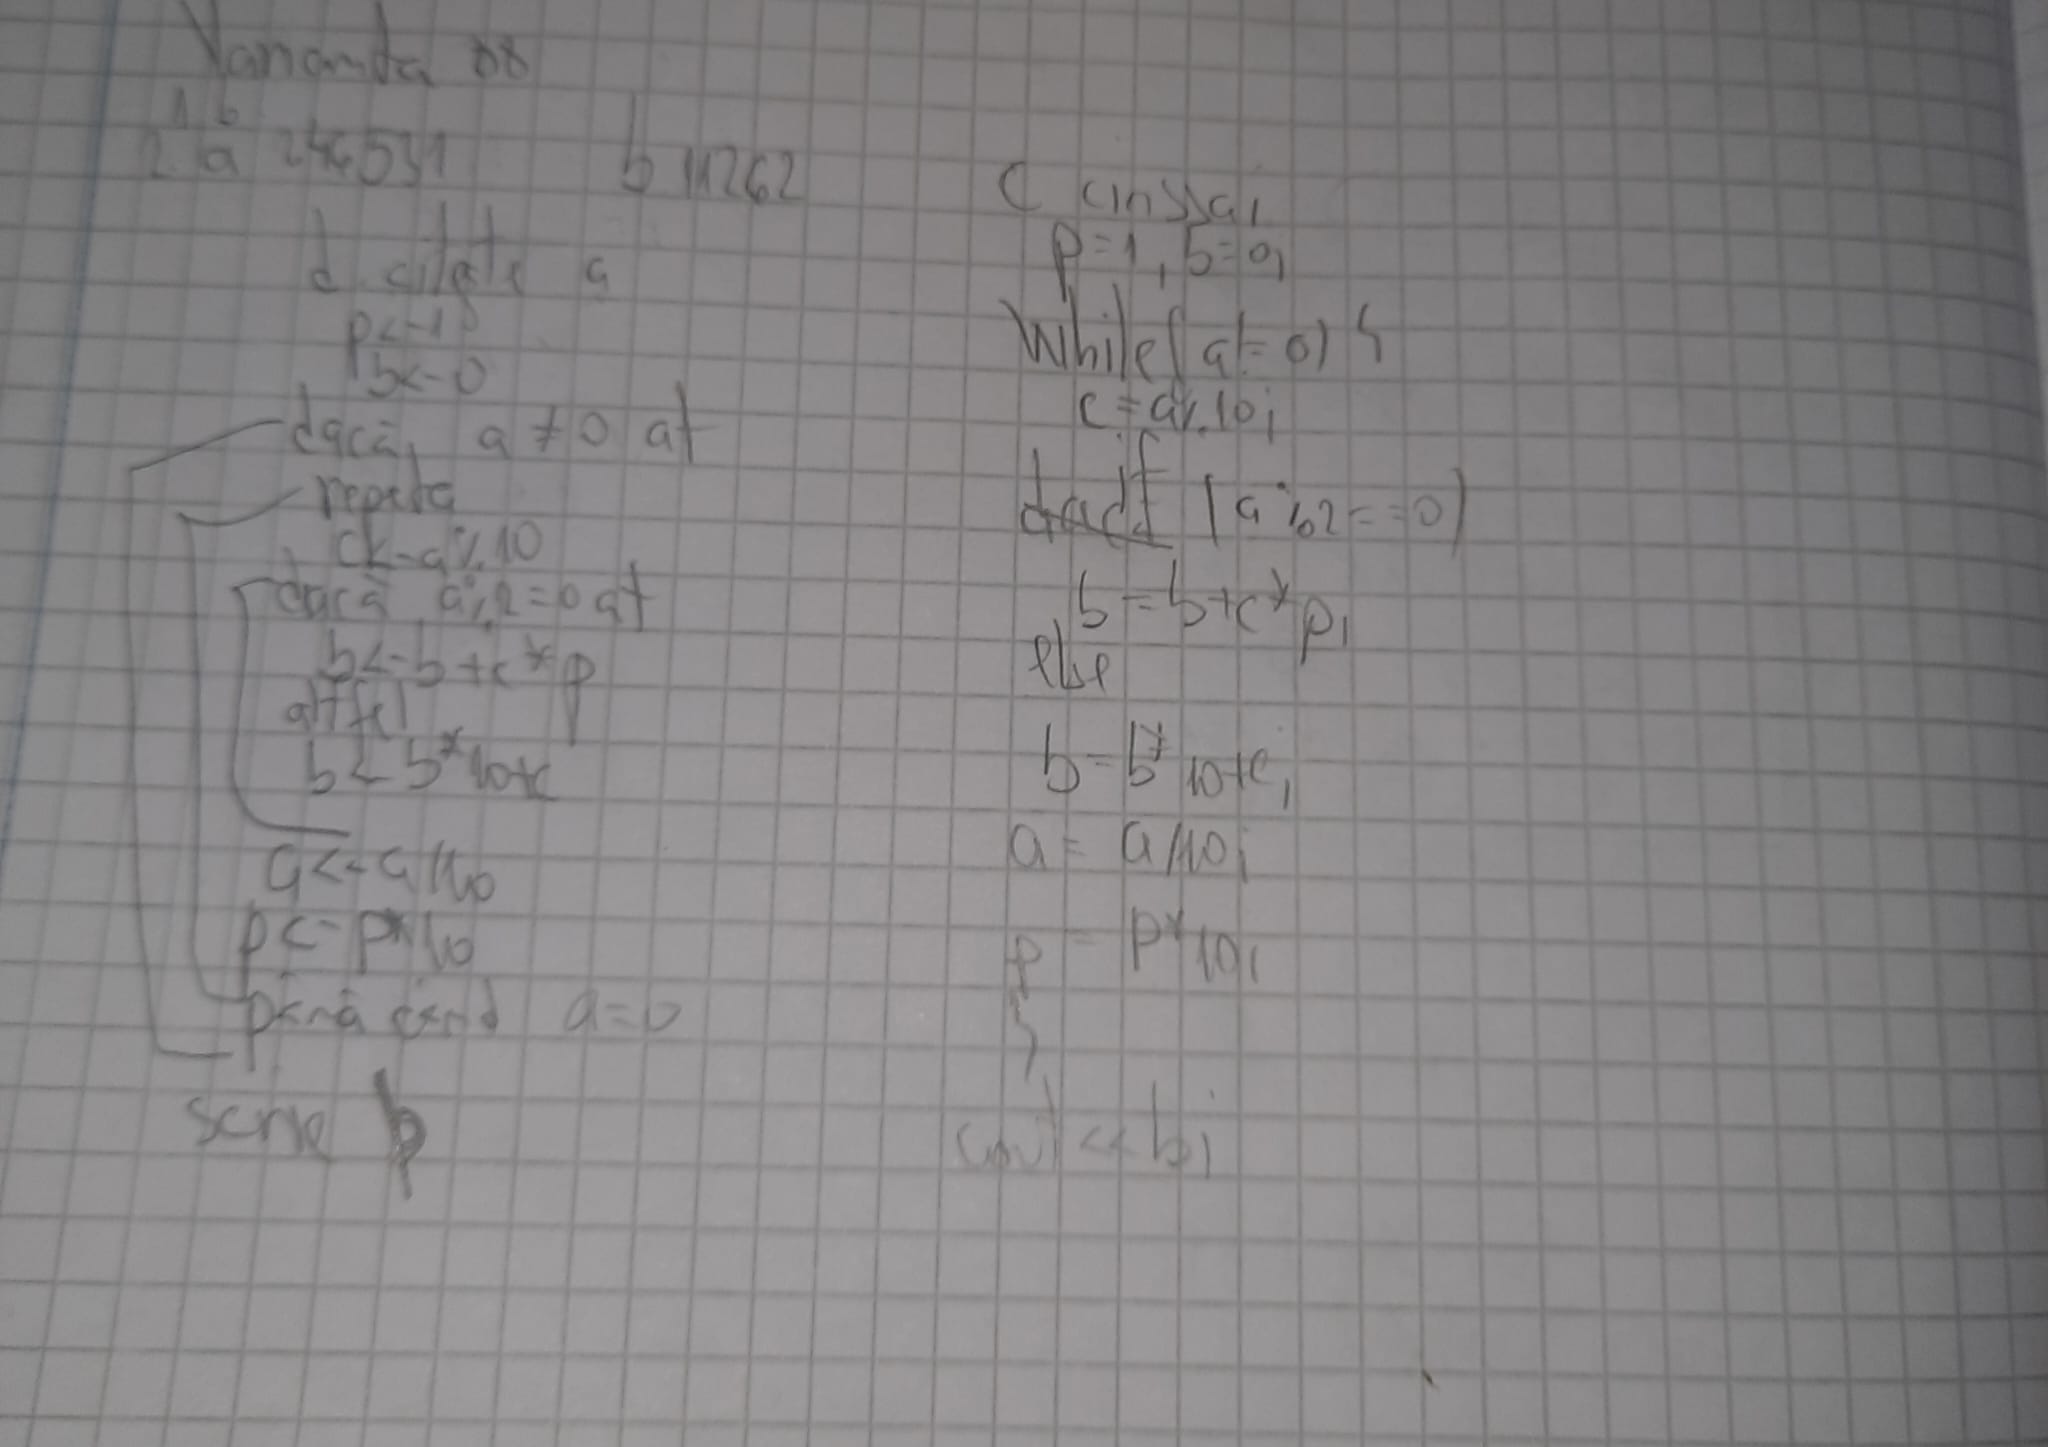 Varianta 08
1 b
2 a 246531 b 11262
d. citește a
p<-1
b<-0
dacă a≠0 at
repetă
c<-a%10
dacă a%2=0 at
b<-b+c*p
altfel
b<-b*10+c
a<-a/10
p<-p*10
până când a=0
scrie b
c cin>>a;
p=1, b=0;
While(a!=0){
c=a%10;
if (a%2==0)
b=b+c*p;
else
b=b*10+c;
a=a/10;
p=p*10;
}
cout<<b;